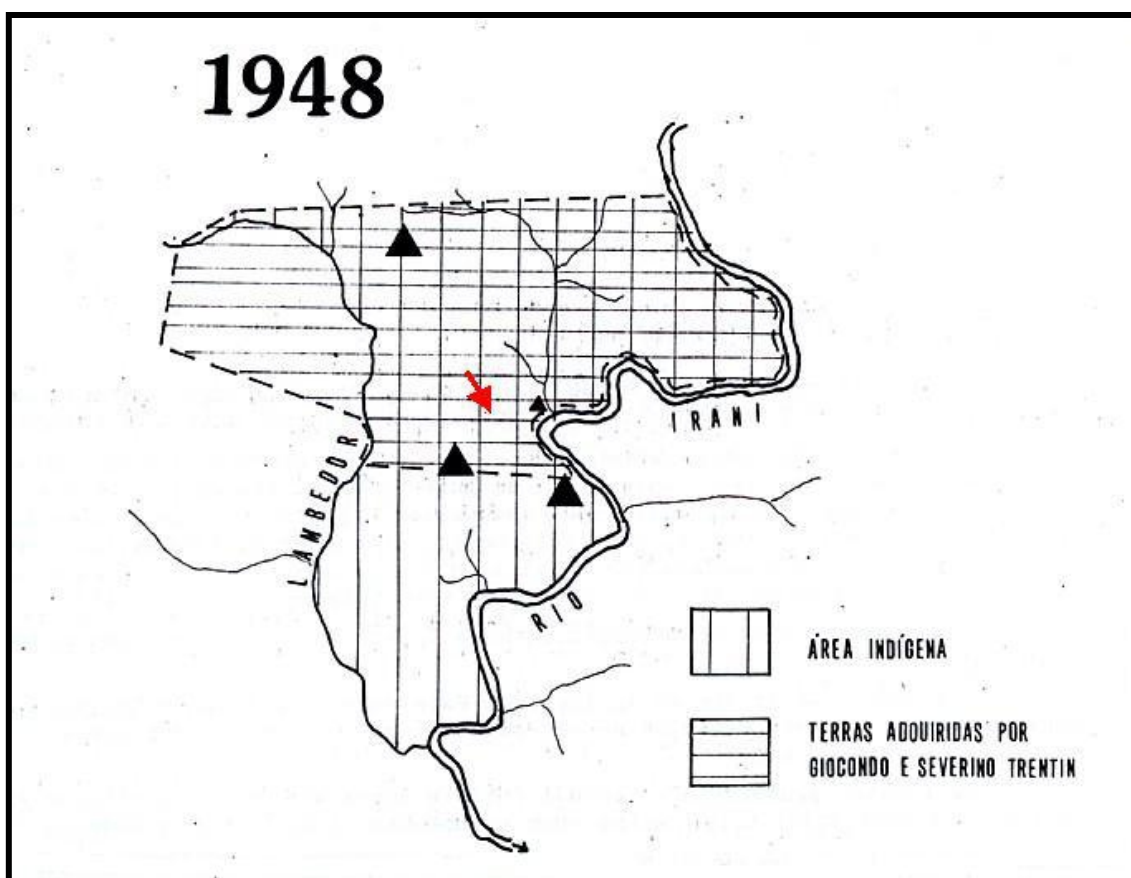 1948
LAMBEDOR
RIO
IRANI
ÁREA INDÍGENA
TERRAS ADQUIRIDAS POR
GIOCONDO E SEVERINO TRENTIN